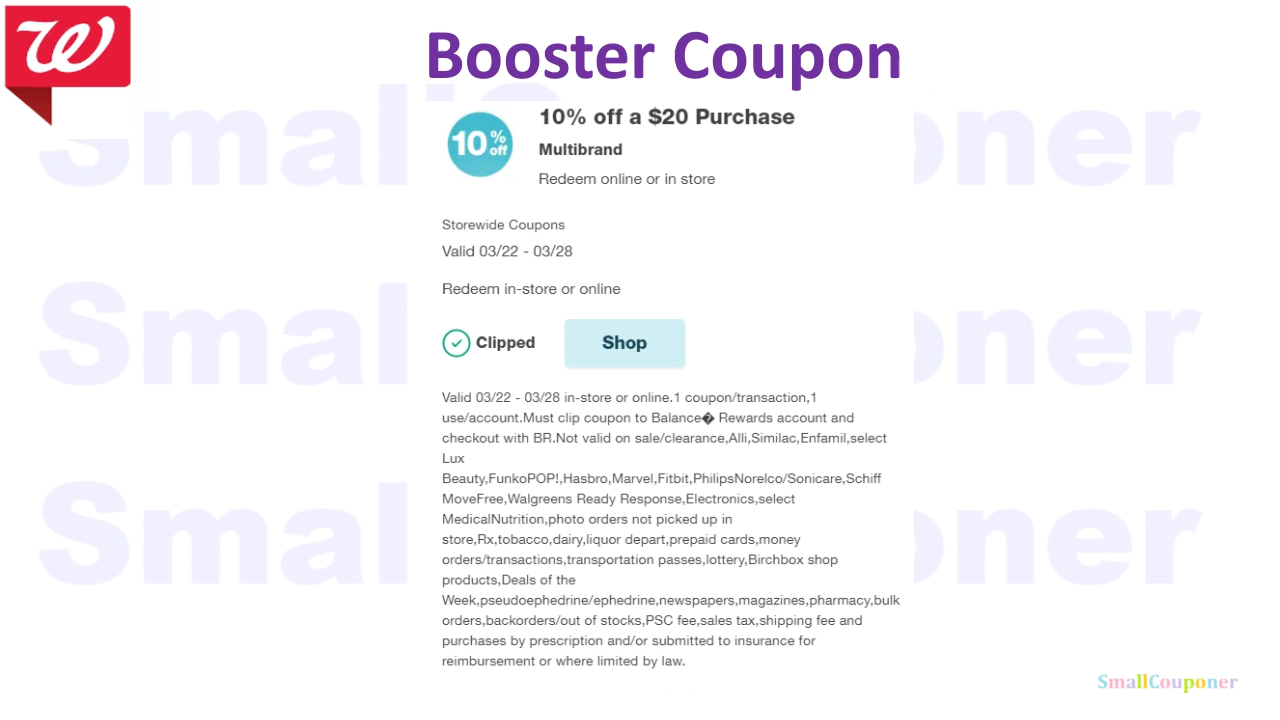 Booster Coupon
10% off a $20 Purchase
10% off
Multibrand
Redeem online or in store
Storewide Coupons
Valid 03/22 - 03/28
Redeem in-store or online
Clipped
Shop
Valid 03/22 - 03/28 in-store or online.1 coupon/transaction,1
use/account.Must clip coupon to Balance� Rewards account and
checkout with BR.Not valid on sale/clearance,Alli,Similac,Enfamil,select
Lux
Beauty,FunkoPOP!,Hasbro,Marvel,Fitbit,PhilipsNorelco/Sonicare,Schiff
MoveFree,Walgreens Ready Response,Electronics,select
MedicalNutrition,photo orders not picked up in
store,Rx,tobacco,dairy,liquor depart,prepaid cards,money
orders/transactions,transportation passes,lottery,Birchbox shop
products,Deals of the
Week,pseudoephedrine/ephedrine,newspapers,magazines,pharmacy,bulk
orders,backorders/out of stocks,PSC fee,sales tax,shipping fee and
purchases by prescription and/or submitted to insurance for
reimbursement or where limited by law.
SmallCouponer